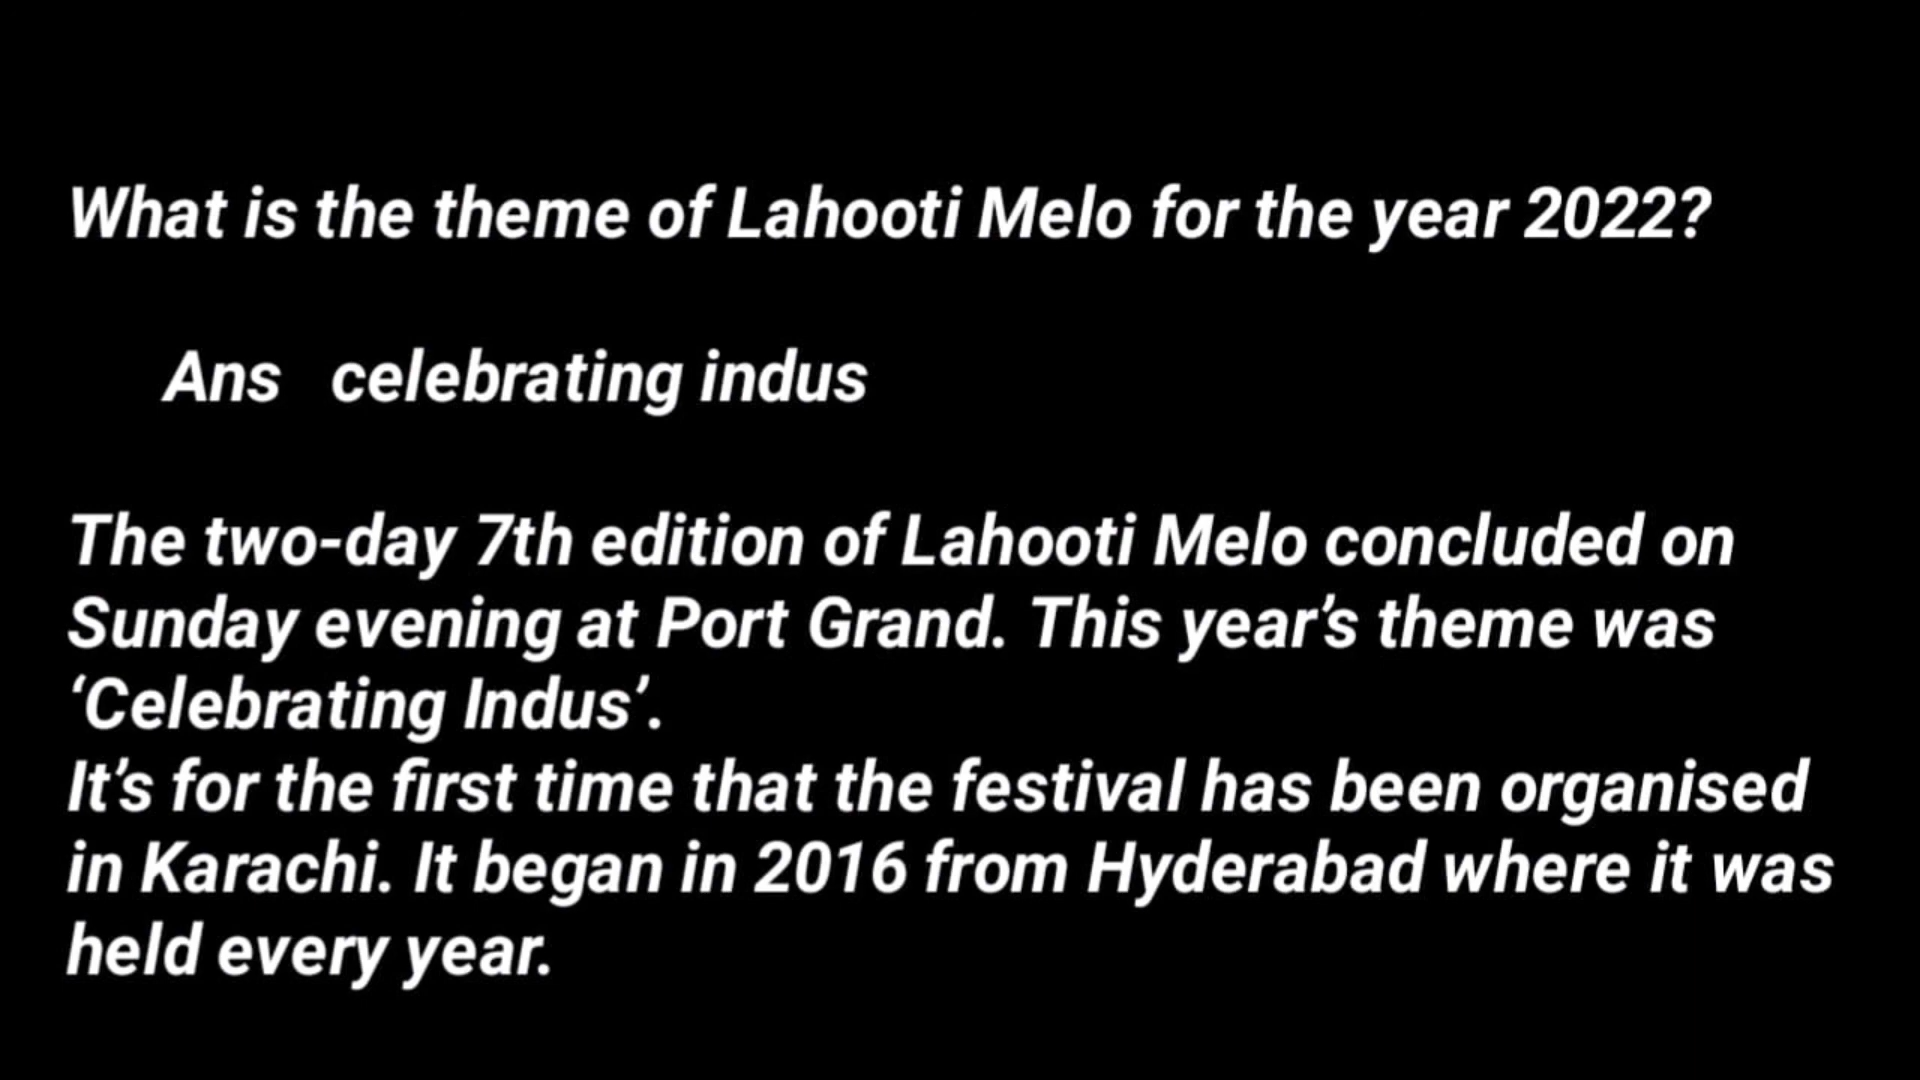 What is the theme of Lahooti Melo for the year 2022?
Ans celebrating indus
The two-day 7th edition of Lahooti Melo concluded on
Sunday evening at Port Grand. This year’s theme was
‘Celebrating Indus’.
It’s for the first time that the festival has been organised
in Karachi. It began in 2016 from Hyderabad where it was
held every year.